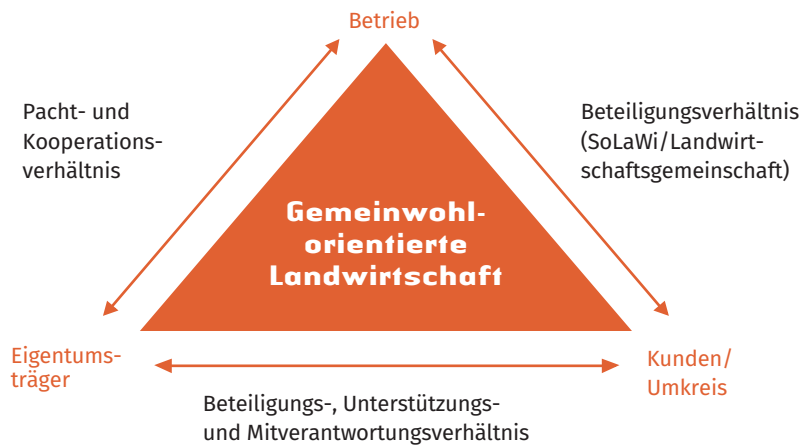 Betrieb
Pacht- und
Kooperations-
verhältnis
Beteiligungsverhältnis
(SoLaWi/Landwirt-
schaftsgemeinschaft)
Gemeinwohl-
orientierte
Landwirtschaft
Eigentums-
träger
Kunden/
Umkreis
Beteiligungs-, Unterstützungs-
und Mitverantwortungsverhältnis